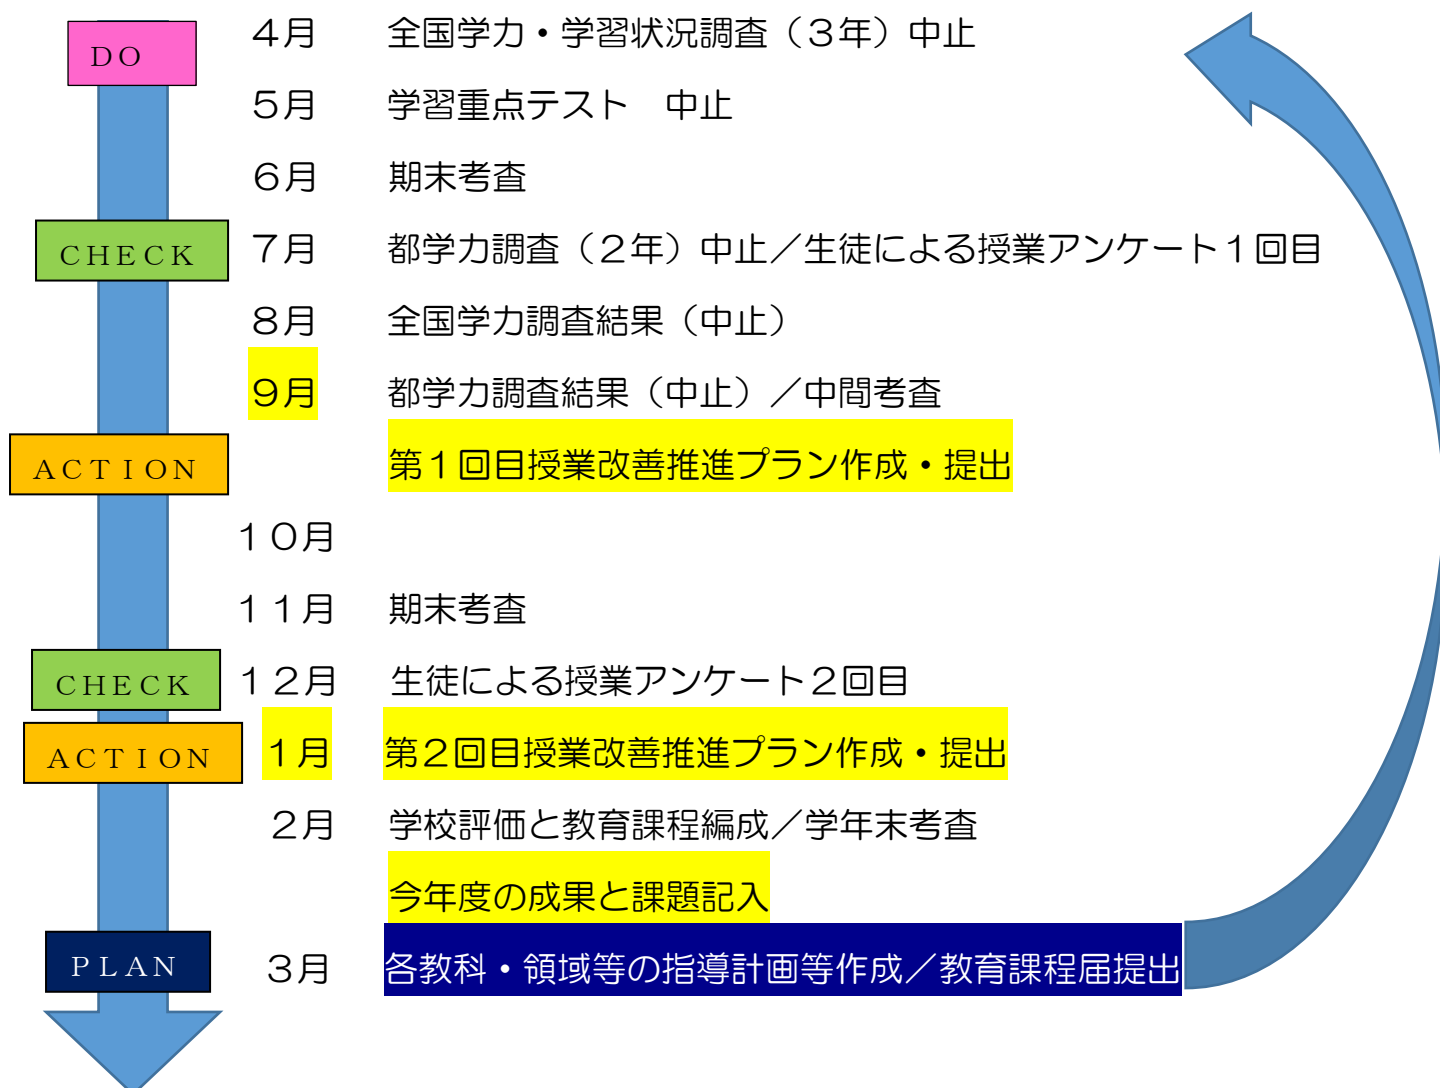 DO
４月 全国学力・学習状況調査（３年）中止
５月 学習重点テスト　中止
６月 期末考査
CHECK
７月 都学力調査（２年）中止／生徒による授業アンケート１回目
８月 全国学力調査結果（中止）
９月 都学力調査結果（中止）／中間考査
ACTION
第１回目授業改善推進プラン作成・提出
１０月
１１月 期末考査
CHECK
１２月 生徒による授業アンケート２回目
ACTION
１月 第２回目授業改善推進プラン作成・提出
２月 学校評価と教育課程編成／学年末考査
今年度の成果と課題記入
PLAN
３月 各教科・領域等の指導計画等作成／教育課程届提出